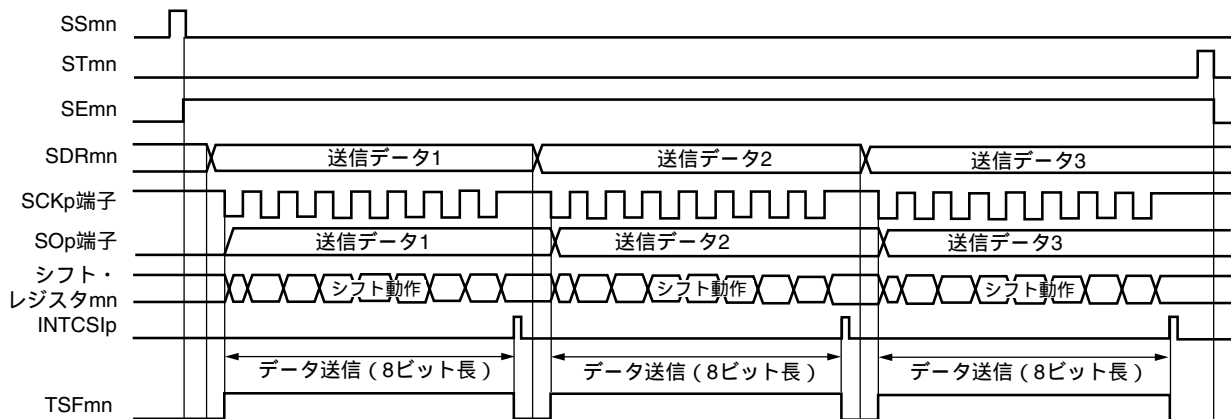 SSmn
STmn
SEmn
SDRmn 送信データ1 送信データ2 送信データ3
SCKp端子
SOp端子 送信データ1 送信データ2 送信データ3
シフト・
レジスタmn シフト動作 シフト動作 シフト動作
INTCSIp
データ送信（8ビット長） データ送信（8ビット長） データ送信（8ビット長）
TSFmn